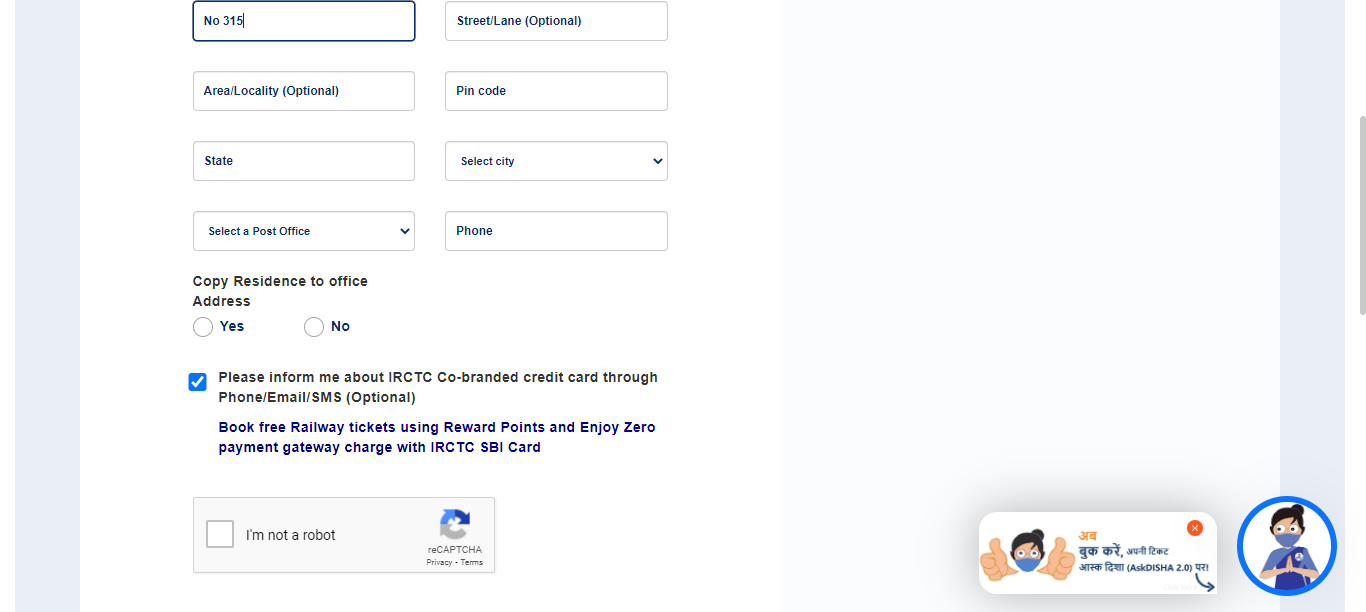 No 315
Street/Lane (Optional)
Area/Locality (Optional)
Pin code
State
Select city
Select a Post Office
Phone
Copy Residence to office
Address
Yes
No
Please inform me about IRCTC Co-branded credit card through
Phone/Email/SMS (Optional)
Book free Railway tickets using Reward Points and Enjoy Zero
payment gateway charge with IRCTC SBI Card
I'm not a robot
reCAPTCHA
Privacy - Terms
अब
बुक करें, अपनी टिकट
आस्क दिशा (AskDISHA 2.0) पर!